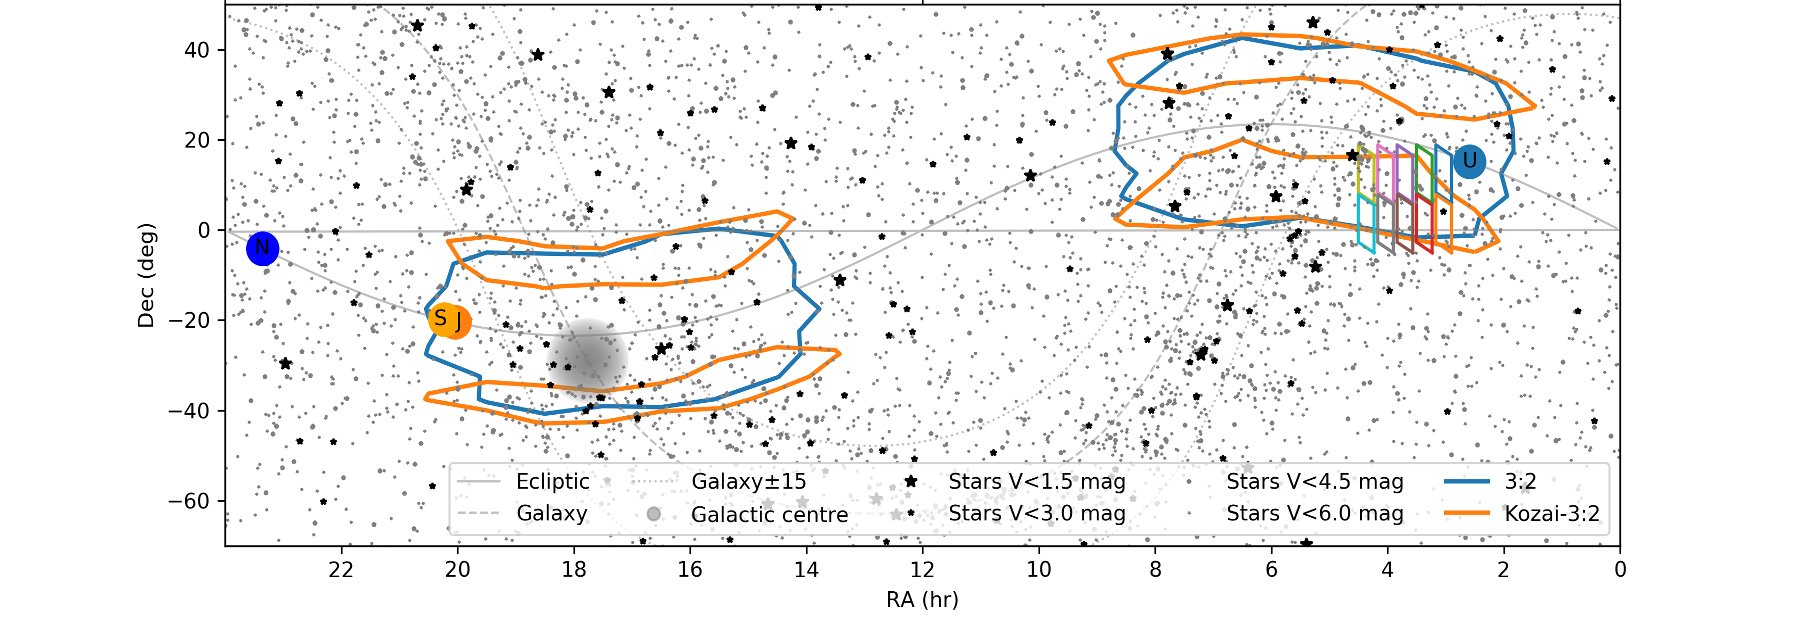 40
20
0
−20
−40
−60
Dec (deg)
N
S J
U
Ecliptic Galaxy±15 Stars V<1.5 mag Stars V<4.5 mag 3:2
Galaxy Galactic centre Stars V<3.0 mag Stars V<6.0 mag Kozai-3:2
22 20 18 16 14 12 10 8 6 4 2 0
RA (hr)